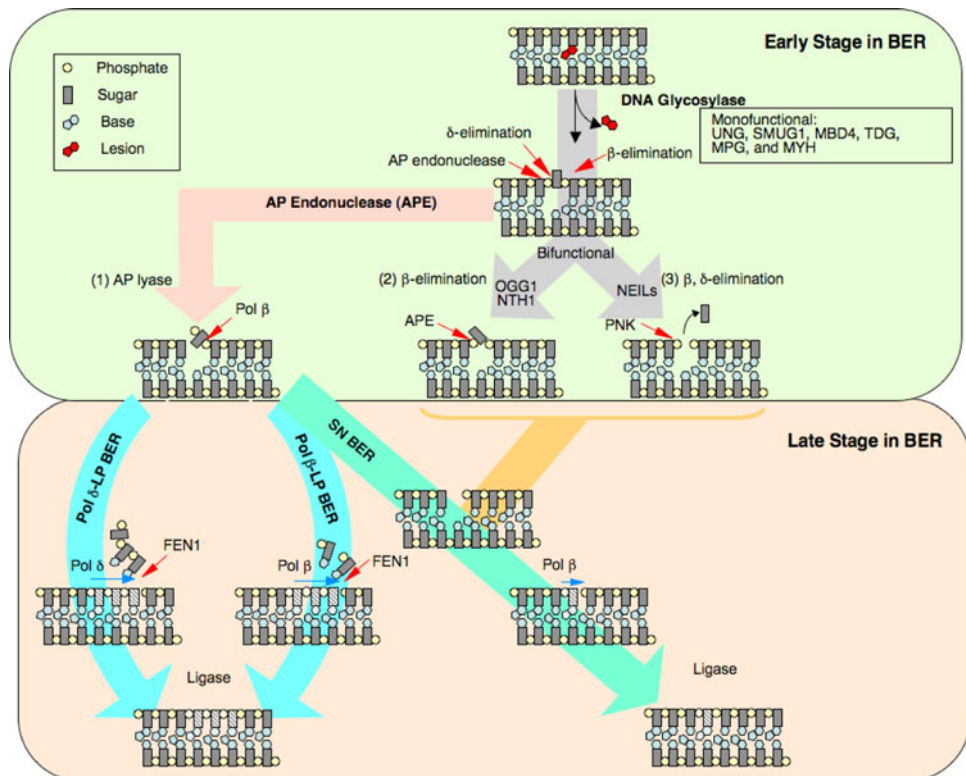 Early Stage in BER
Phosphate
Sugar
Base
Lesion
DNA Glycosylase
Monofunctional:
UNG, SMUG1, MBD4, TDG,
MPG, and MYH
δ-elimination
AP endonuclease
β-elimination
AP Endonuclease (APE)
Bifunctional
(1) AP lyase
(2) β-elimination
OGG1
NTH1
NEILs
(3) β, δ-elimination
Pol β
APE
PNK
Late Stage in BER
Pol δ-LP BER
Pol β-LP BER
SN BER
Pol δ
FEN1
Pol β
FEN1
Pol β
Ligase
Ligase